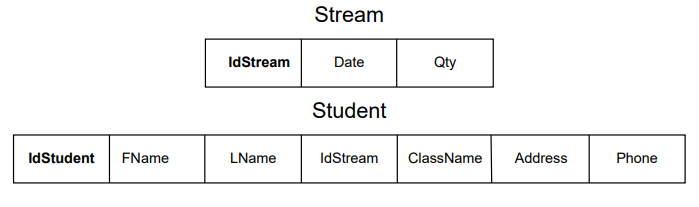 Stream
IdStream Date Qty
Student
IdStudent FName LName IdStream ClassName Address Phone